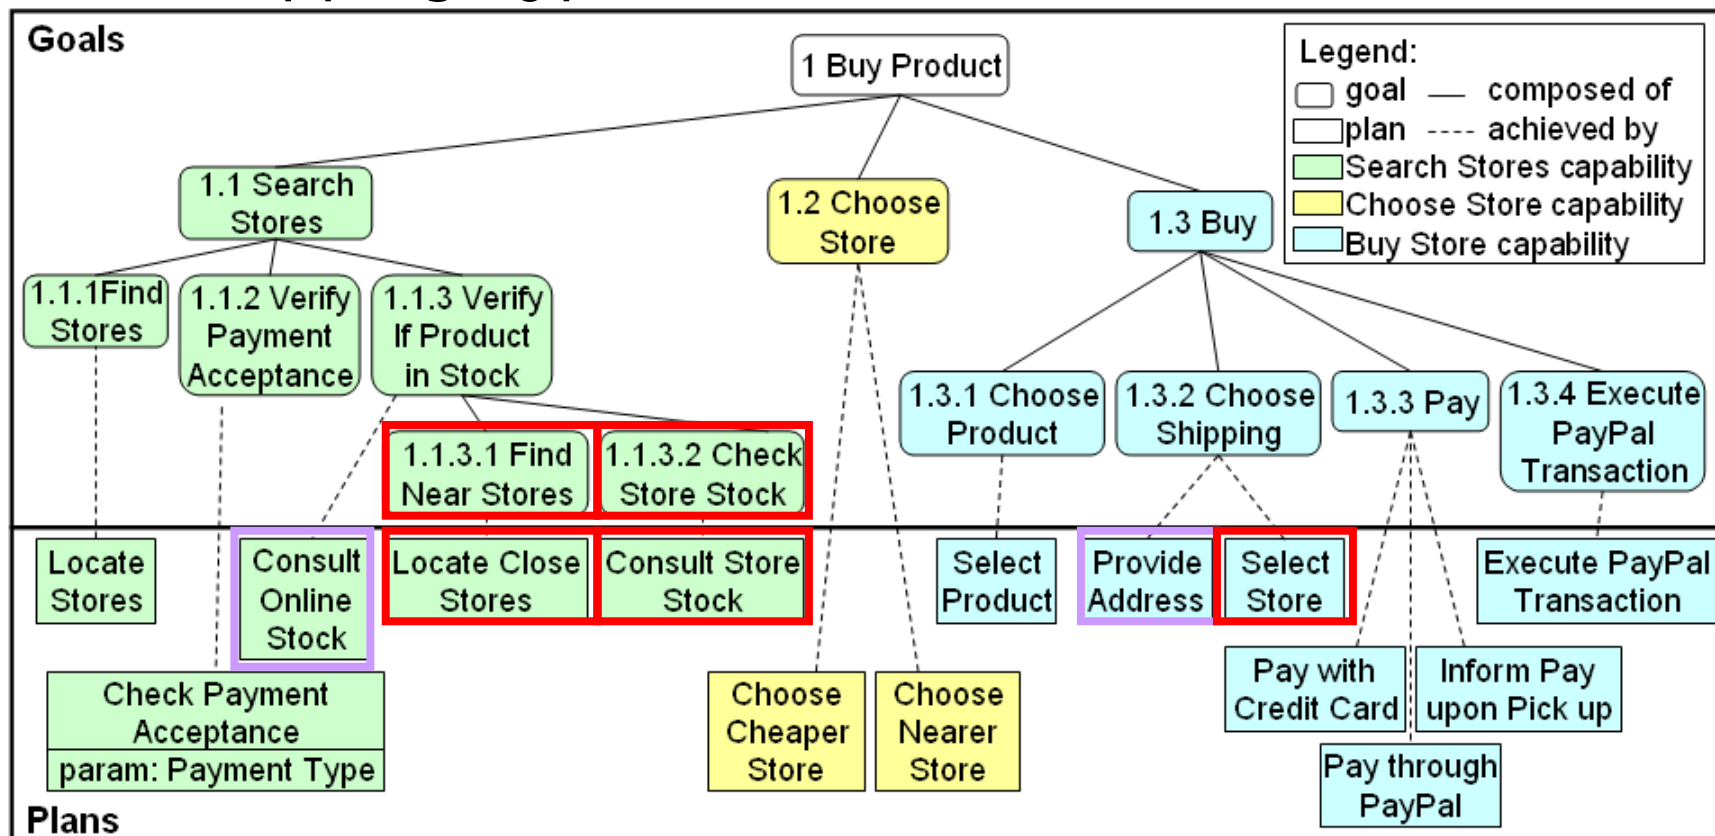 Goals
1 Buy Product
Legend:
goal
composed of
plan
achieved by
Search Stores capability
Choose Store capability
Buy Store capability
1.1 Search
Stores
1.2 Choose
Store
1.3 Buy
1.1.1Find
Stores
1.1.2 Verify
Payment
Acceptance
1.1.3 Verify
If Product
in Stock
1.3.1 Choose
Product
1.3.2 Choose
Shipping
1.3.3 Pay
1.3.4 Execute
PayPal
Transaction
1.1.3.1 Find
Near Stores
1.1.3.2 Check
Store Stock
Locate
Stores
Consult
Online
Stock
Locate Close
Stores
Consult Store
Stock
Select
Product
Provide
Address
Select
Store
Execute PayPal
Transaction
Check Payment
Acceptance
param: Payment Type
Choose
Cheaper
Store
Choose
Nearer
Store
Pay with
Credit Card
Inform Pay
upon Pick up
Pay through
PayPal
Plans